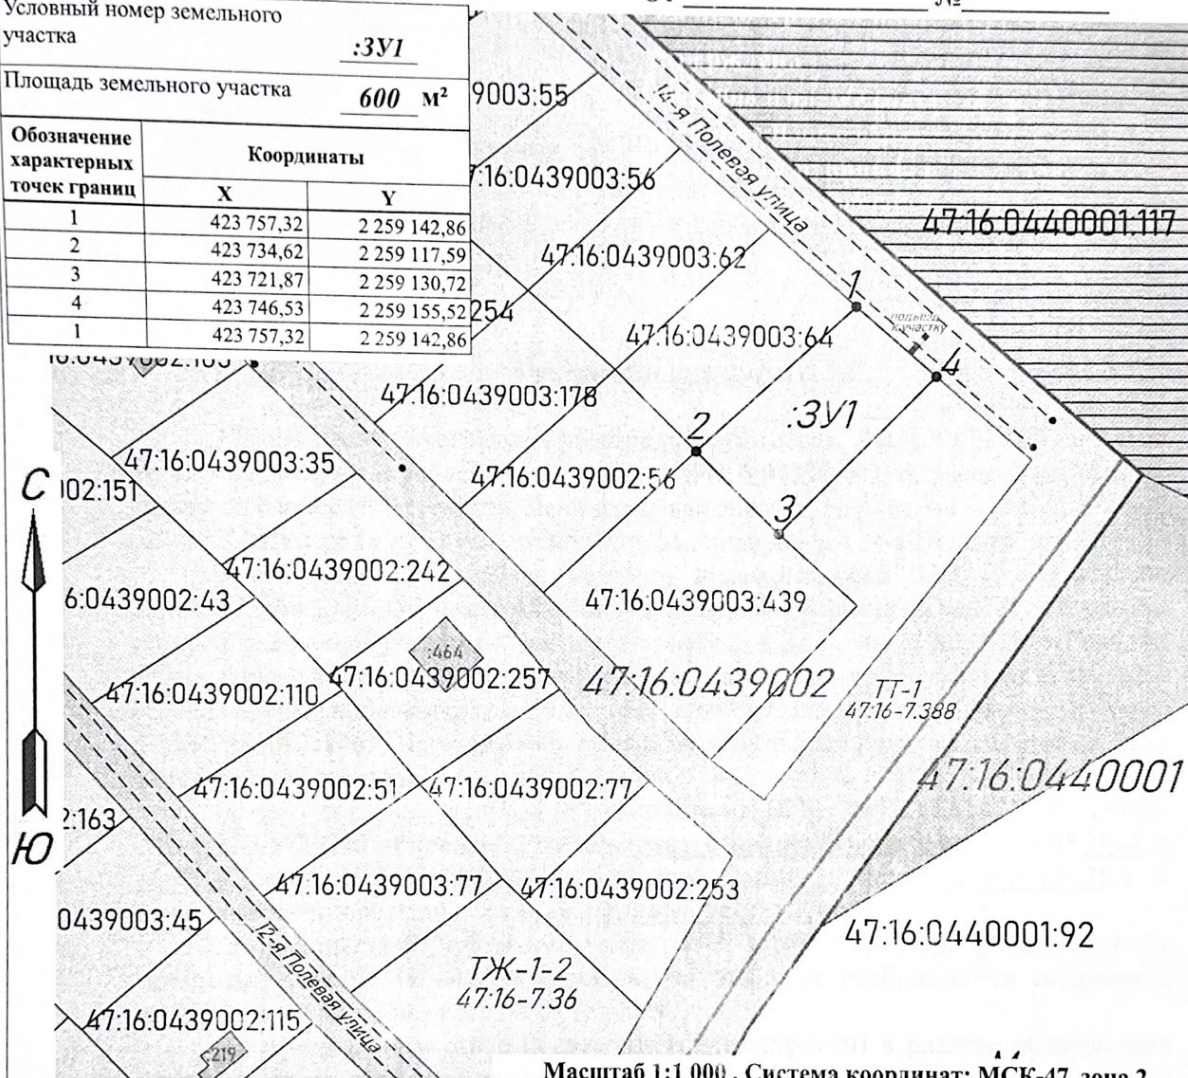 №
Условный номер земельного
участка
:ЗУ1
Площадь земельного участка 600 м²
Обозначение
характерных
точек границ
Координаты
X Y
1 423 757,32 2 259 142,86
2 423 734,62 2 259 117,59
3 423 721,87 2 259 130,72
4 423 746,53 2 259 155,52
1 423 757,32 2 259 142,86
9003:55
14-я Полевая улица
7:16:0439003:56
47:16:0440001:117
47:16:0439003:62
1
254
подъезд
к участку
47:16:0439003:64
4
47:16:0439003:178
:ЗУ1
2
47:16:0439003:35
47:16:0439002:56
С
002:151
3
47:16:0439002:242
6:0439002:43
47:16:0439003:439
:464
47:16:0439002:257
47:16:0439002
47:16:0439002:110
ТТ-1
47:16-7.388
47:16:0440001
47:16:0439002:51
47:16:0439002:77
2:163
Ю
47:16:0439003:77
47:16:0439002:253
0439003:45
47:16:0440001:92
12-я Полевая улица
ТЖ-1-2
47:16-7.36
47:16:0439002:115
:219
Масштаб 1:1 000 , Система координат: МСК-47, зона 2